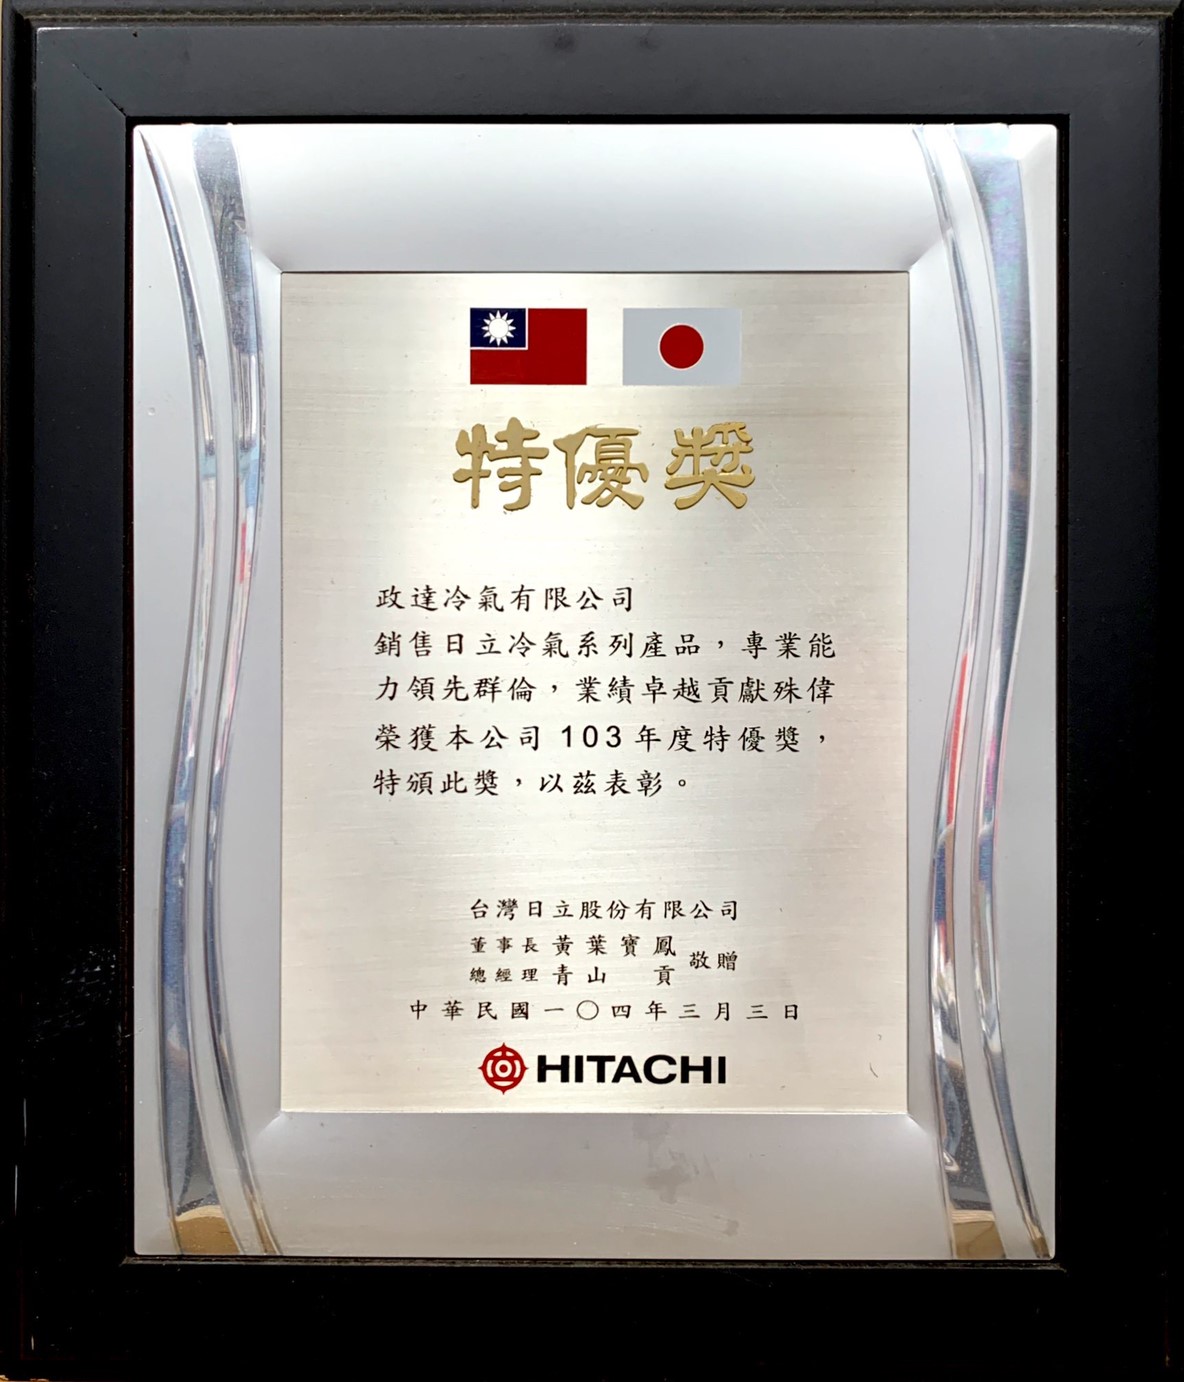 特優獎
政達冷氣有限公司
銷售日立冷氣系列產品，專業能
力領先群倫，業績卓越貢獻殊偉
榮獲本公司103年度特優獎，
特頒此獎，以茲表彰。
台灣日立股份有限公司
董事長 黃葉寶鳳
總經理 青山 貢 敬贈
中華民國一〇四年三月三日
HITACHI